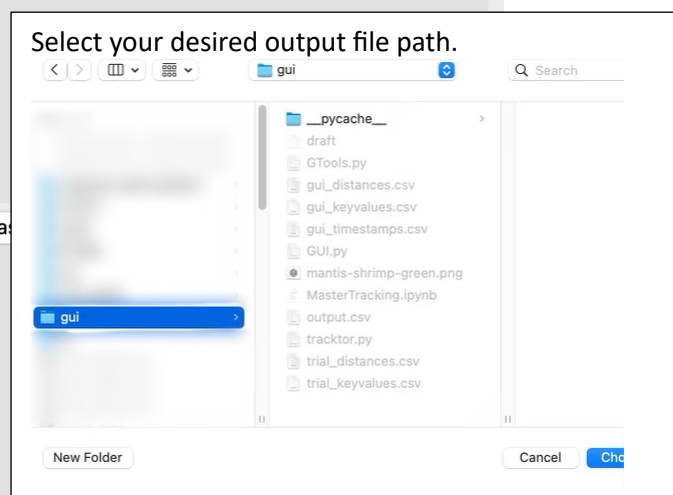 Select your desired output file path.
gui
Search
__pycache__
draft
GTools.py
gui_distances.csv
gui_keyvalues.csv
gui_timestamps.csv
GUI.py
mantis-shrimp-green.png
MasterTracking.ipynb
gui
output.csv
tracktor.py
trial_distances.csv
trial_keyvalues.csv
New Folder
Cancel